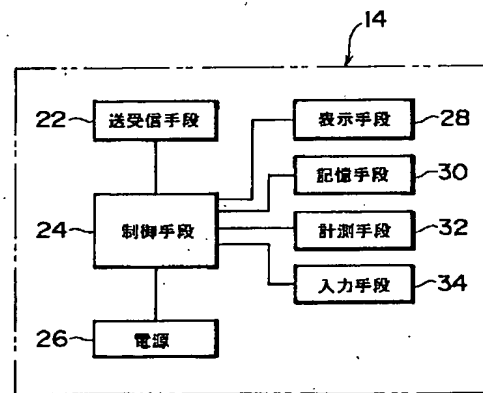 14
22 送受信手段
表示手段 28
記憶手段 30
24 制御手段
計測手段 32
入力手段 34
26 電源